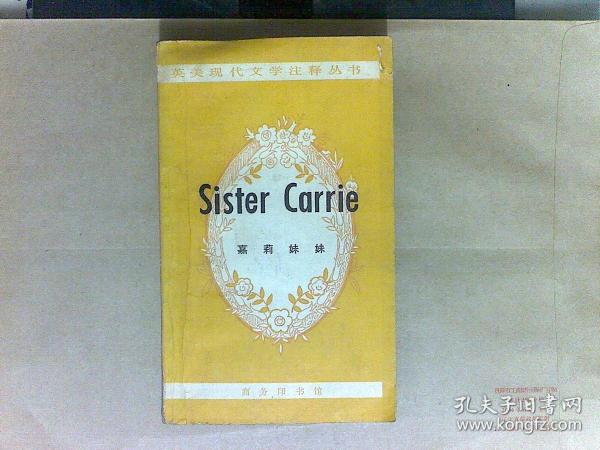 英美现代文学注释丛书
Sister Carrie
嘉莉妹妹
商务印书馆
孔夫子旧书网
www.kongfz.com